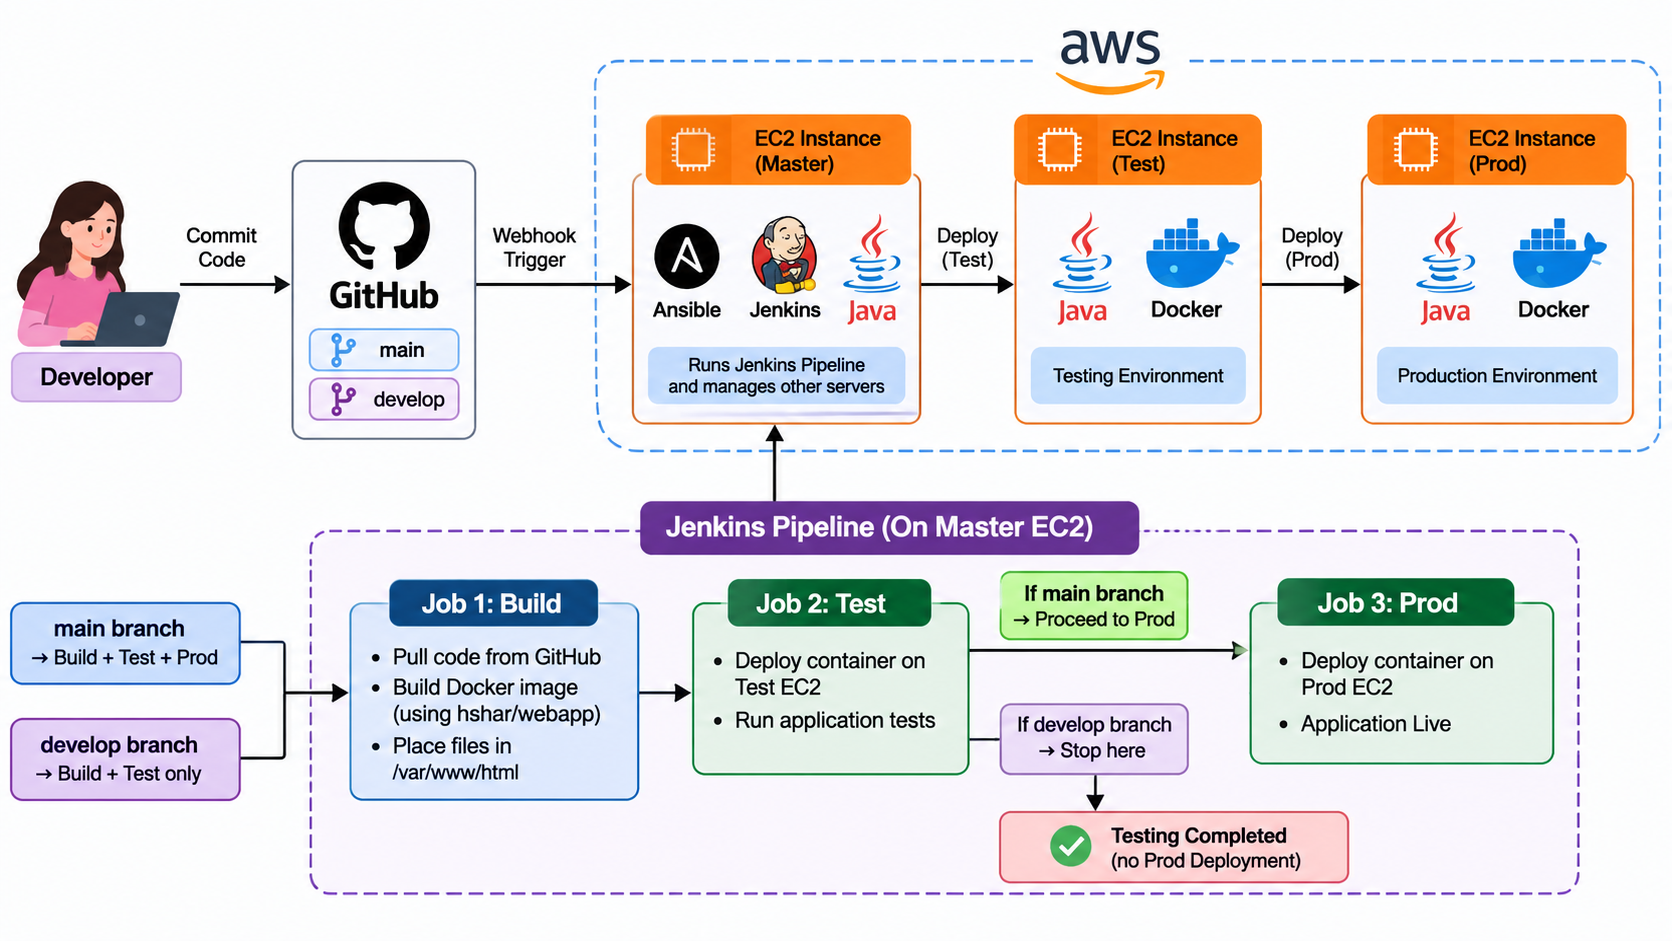 aws
EC2 Instance
(Master)
EC2 Instance
(Test)
EC2 Instance
(Prod)
Commit
Code
GitHub
main
develop
Developer
Webhook
Trigger
Ansible
Jenkins
Java
Runs Jenkins Pipeline
and manages other servers
Deploy
(Test)
Java
Docker
Testing Environment
Deploy
(Prod)
Java
Docker
Production Environment
Jenkins Pipeline (On Master EC2)
main branch
→ Build + Test + Prod
develop branch
→ Build + Test only
Job 1: Build
• Pull code from GitHub
• Build Docker image
(using hshar/webapp)
• Place files in
/var/www/html
Job 2: Test
• Deploy container on
Test EC2
• Run application tests
If main branch
→ Proceed to Prod
If develop branch
→ Stop here
Testing Completed
(no Prod Deployment)
Job 3: Prod
• Deploy container on
Prod EC2
• Application Live